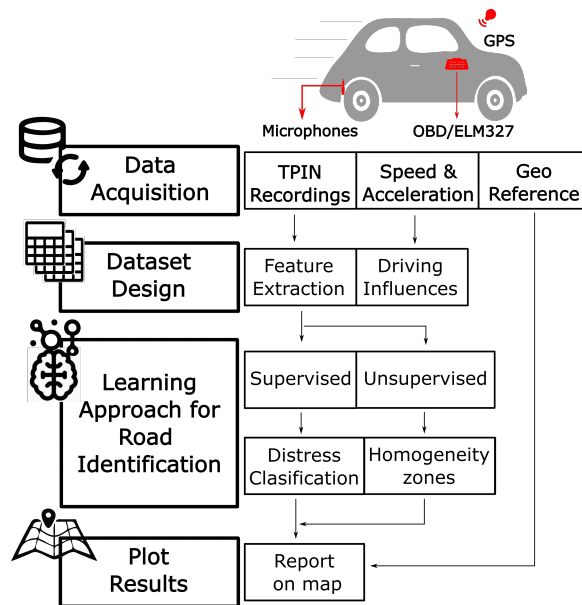 GPS
Microphones
OBD/ELM327
Data
Acquisition
TPIN
Recordings
Speed &
Acceleration
Geo
Reference
Dataset
Design
Feature
Extraction
Driving
Influences
Learning
Approach for
Road
Identification
Supervised
Unsupervised
Distress
Clasification
Homogeneity
zones
Plot
Results
Report
on map